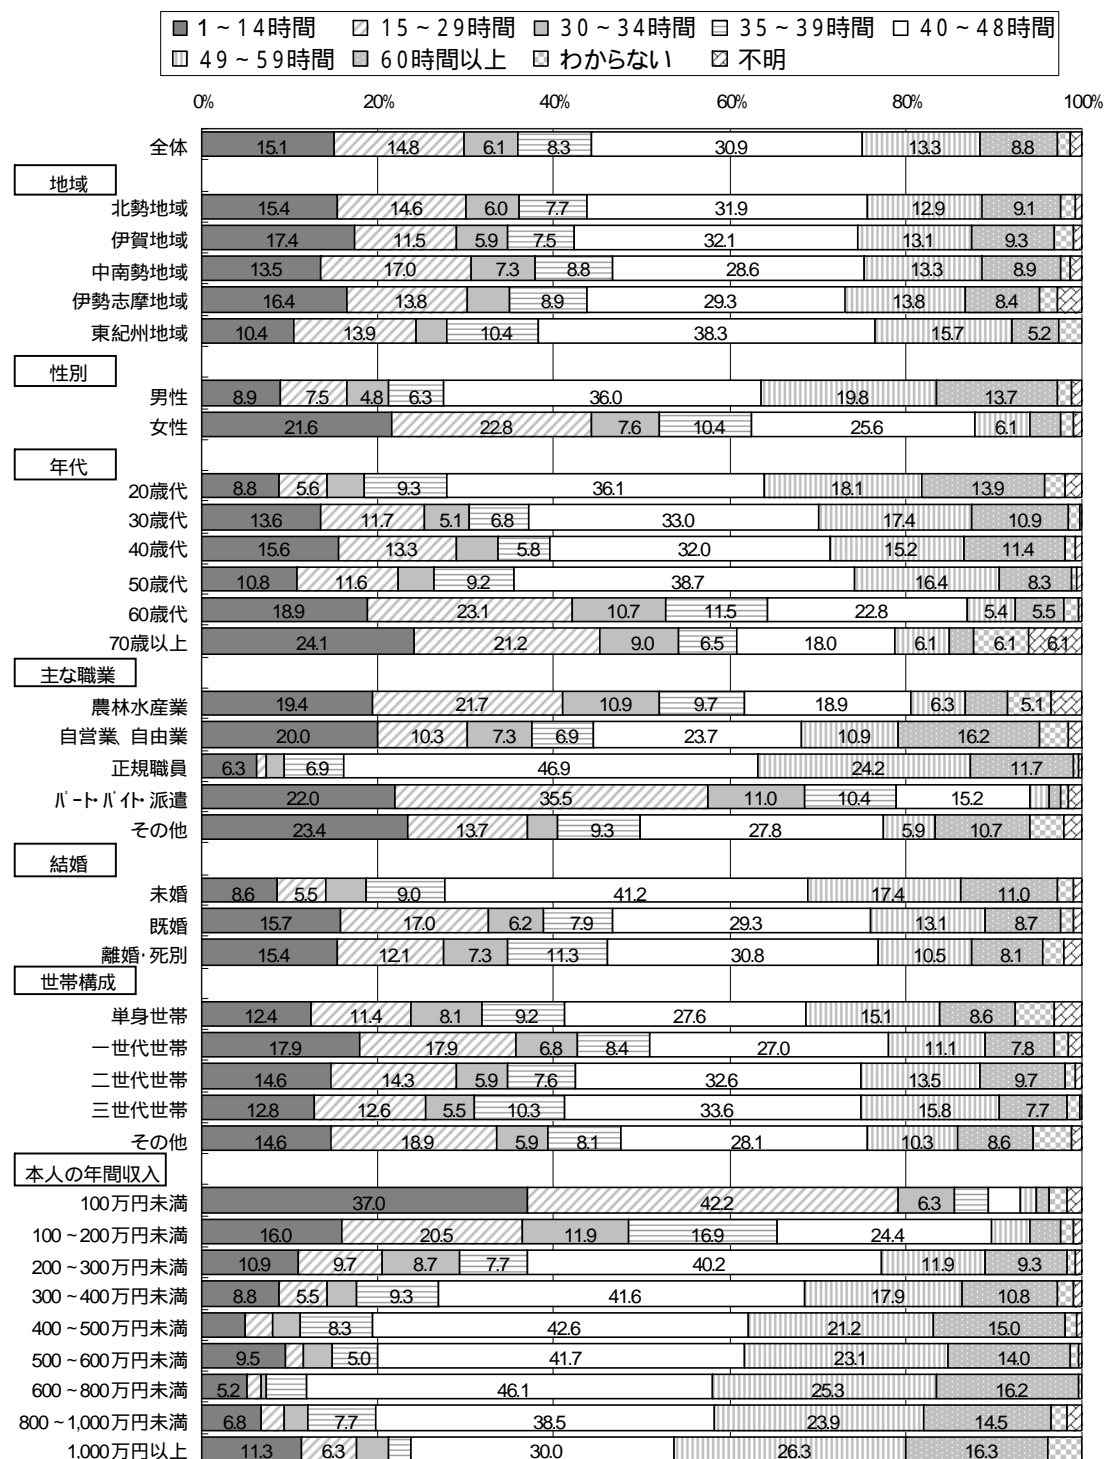 1~14時間 15~29時間 30~34時間 35~39時間 40~48時間
49~59時間 60時間以上 わからない 不明
0% 20% 40% 60% 80% 100%
全体 15.1 14.8 6.1 8.3 30.9 13.3 8.8
地域
北勢地域 15.4 14.6 6.0 7.7 31.9 12.9 9.1
伊賀地域 17.4 11.5 5.9 7.5 32.1 13.1 9.3
中南勢地域 13.5 17.0 7.3 8.8 28.6 13.3 8.9
伊勢志摩地域 16.4 13.8 8.9 29.3 13.8 8.4
東紀州地域 10.4 13.9 10.4 38.3 15.7 5.2
性別
男性 8.9 7.5 4.8 6.3 36.0 19.8 13.7
女性 21.6 22.8 7.6 10.4 25.6 6.1
年代
20歳代 8.8 5.6 9.3 36.1 18.1 13.9
30歳代 13.6 11.7 5.1 6.8 33.0 17.4 10.9
40歳代 15.6 13.3 5.8 32.0 15.2 11.4
50歳代 10.8 11.6 9.2 38.7 16.4 8.3
60歳代 18.9 23.1 10.7 11.5 22.8 5.4 5.5
70歳以上 24.1 21.2 9.0 6.5 18.0 6.1 6.1 6.1
主な職業
農林水産業 19.4 21.7 10.9 9.7 18.9 6.3 5.1
自営業、自由業 20.0 10.3 7.3 6.9 23.7 10.9 16.2
正規職員 6.3 6.9 46.9 24.2 11.7
パート・バイト・派遣 22.0 35.5 11.0 10.4 15.2
その他 23.4 13.7 9.3 27.8 5.9 10.7
結婚
未婚 8.6 5.5 9.0 41.2 17.4 11.0
既婚 15.7 17.0 6.2 7.9 29.3 13.1 8.7
離婚・死別 15.4 12.1 7.3 11.3 30.8 10.5 8.1
世帯構成
単身世帯 12.4 11.4 8.1 9.2 27.6 15.1 8.6
一世代世帯 17.9 17.9 6.8 8.4 27.0 11.1 7.8
二世代世帯 14.6 14.3 5.9 7.6 32.6 13.5 9.7
三世代世帯 12.8 12.6 5.5 10.3 33.6 15.8 7.7
その他 14.6 18.9 5.9 8.1 28.1 10.3 8.6
本人の年間収入
100万円未満 37.0 42.2 6.3
100~200万円未満 16.0 20.5 11.9 16.9 24.4
200~300万円未満 10.9 9.7 8.7 7.7 40.2 11.9 9.3
300~400万円未満 8.8 5.5 9.3 41.6 17.9 10.8
400~500万円未満 8.3 42.6 21.2 15.0
500~600万円未満 9.5 5.0 41.7 23.1 14.0
600~800万円未満 5.2 46.1 25.3 16.2
800~1,000万円未満 6.8 7.7 38.5 23.9 14.5
1,000万円以上 11.3 6.3 30.0 26.3 16.3